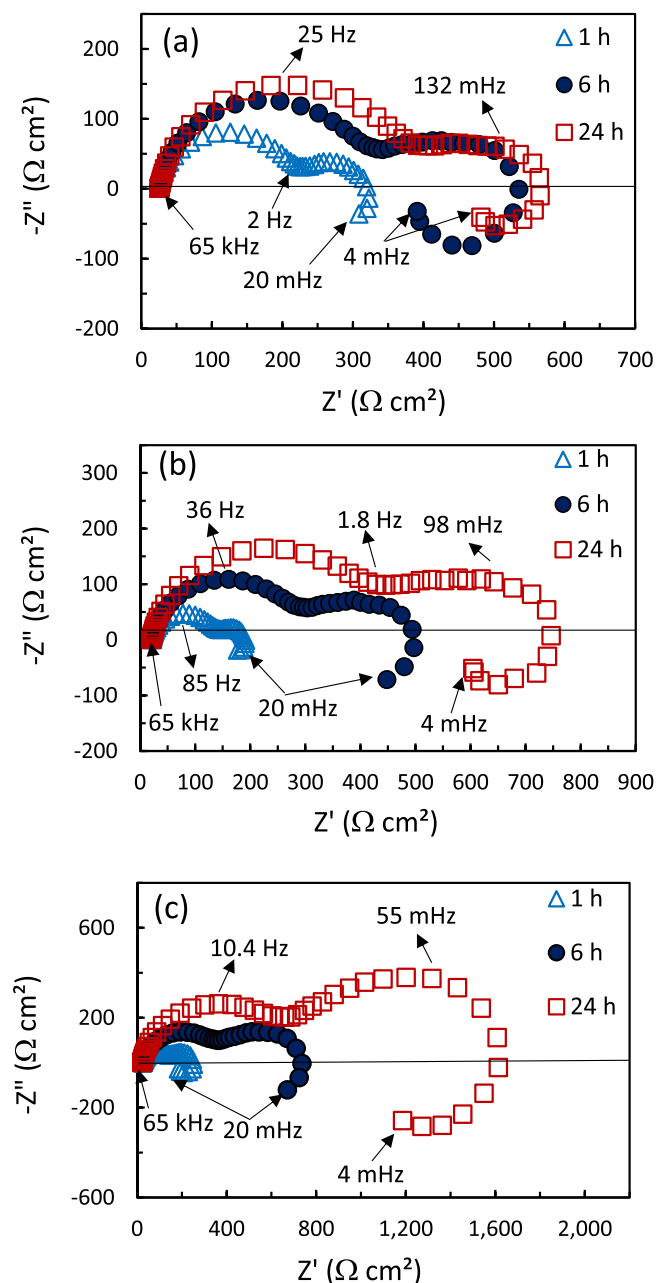 (a)
25 Hz
1 h
6 h
24 h
132 mHz
2 Hz
65 kHz
20 mHz
4 mHz
200
100
0
-100
-200
-Z" (Ω cm²)
0 100 200 300 400 500 600 700
Z' (Ω cm²)
(b)
36 Hz
1.8 Hz
98 mHz
1 h
6 h
24 h
85 Hz
65 kHz
20 mHz
4 mHz
300
200
100
0
-100
-200
-Z" (Ω cm²)
0 100 200 300 400 500 600 700 800 900
Z' (Ω cm²)
(c)
10.4 Hz
55 mHz
1 h
6 h
24 h
65 kHz
20 mHz
4 mHz
600
200
-200
-600
-Z" (Ω cm²)
0 400 800 1,200 1,600 2,000
Z' (Ω cm²)